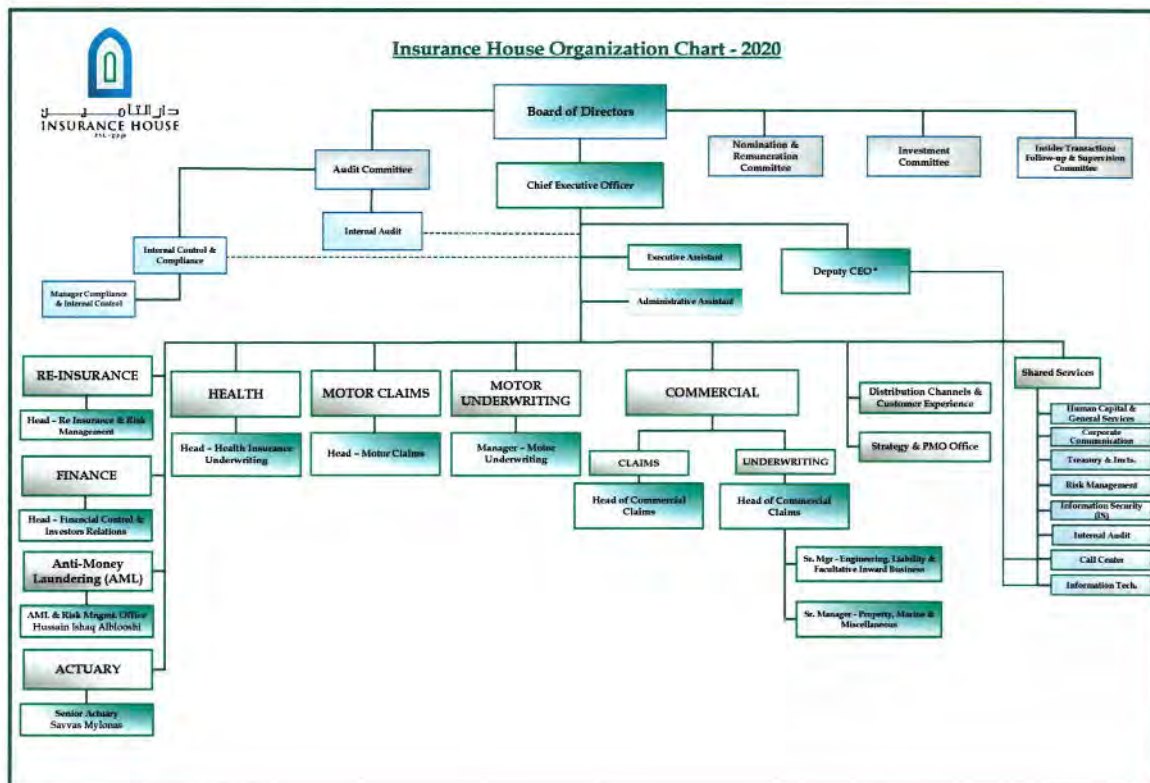 Insurance House Organization Chart - 2020
دار التأمين
INSURANCE HOUSE
Board of Directors
Nomination &
Remuneration
Committee
Investment
Committee
Insider Transactions
Follow-up & Supervision
Committee
Audit Committee
Chief Executive Officer
Internal Audit
Internal Control &
Compliance
Executive Assistant
Deputy CEO*
Manager Compliance
& Internal Control
Administrative Assistant
RE-INSURANCE
Head – Re Insurance & Risk
Management
FINANCE
Head – Financial Control &
Investors Relations
Anti-Money
Laundering (AML)
AML & Risk Mngmt. Office
Hussain Ishaq Alblooshi
ACTUARY
Senior Actuary
Savvas Mylonas
HEALTH
Head – Health Insurance
Underwriting
MOTOR CLAIMS
Head – Motor Claims
MOTOR
UNDERWRITING
Manager – Motor
Underwriting
COMMERCIAL
CLAIMS
Head of Commercial
Claims
UNDERWRITING
Head of Commercial
Claims
Sr. Mgr - Engineering, Liability &
Facultative Inward Business
Sr. Manager - Property, Marine &
Miscellaneous
Distribution Channels &
Customer Experience
Strategy & PMO Office
Shared Services
Human Capital &
General Services
Corporate
Communication
Treasury & Invts.
Risk Management
Information Security
(IS)
Internal Audit
Call Center
Information Tech.